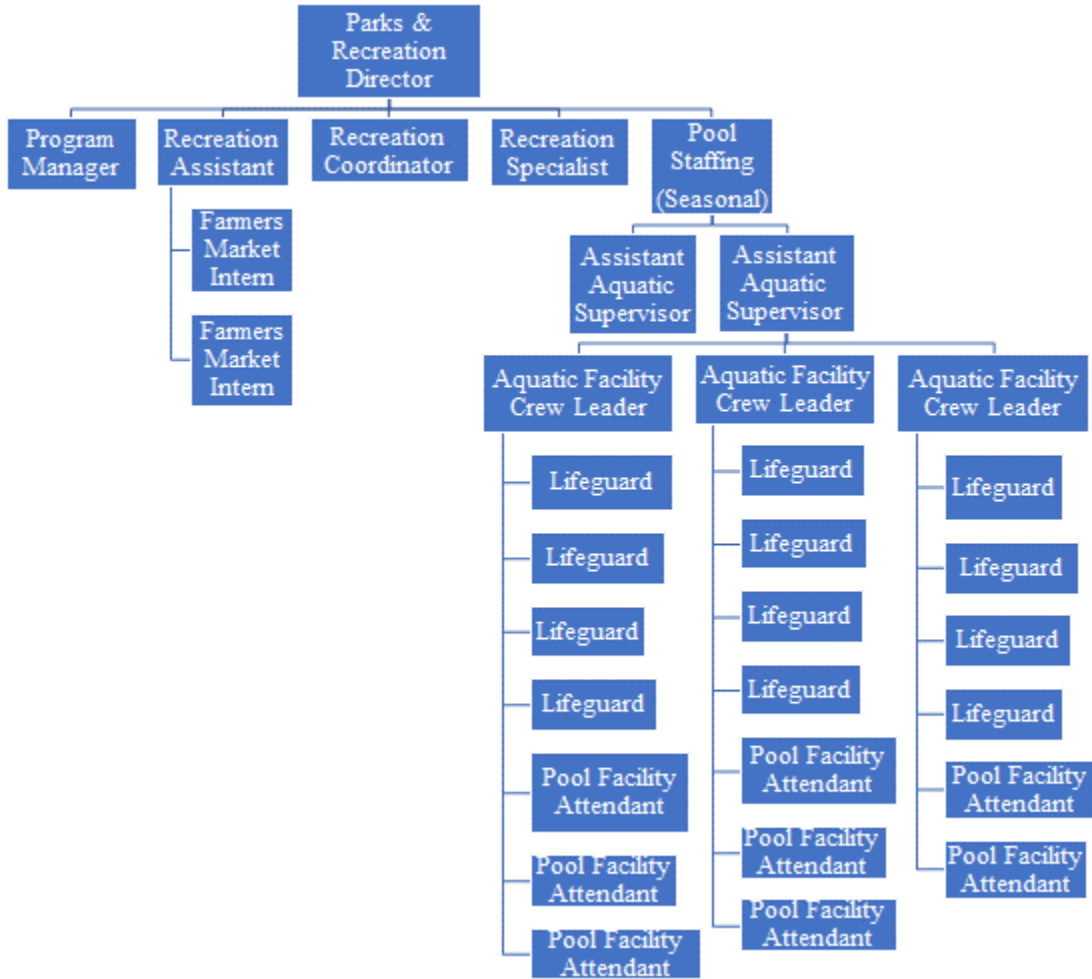 Parks &
Recreation
Director
Program
Manager
Recreation
Assistant
Recreation
Coordinator
Recreation
Specialist
Pool
Staffing
(Seasonal)
Farmers
Market
Intern
Farmers
Market
Intern
Assistant
Aquatic
Supervisor
Assistant
Aquatic
Supervisor
Aquatic Facility
Crew Leader
Lifeguard
Lifeguard
Lifeguard
Lifeguard
Pool Facility
Attendant
Pool Facility
Attendant
Pool Facility
Attendant
Aquatic Facility
Crew Leader
Lifeguard
Lifeguard
Lifeguard
Lifeguard
Pool Facility
Attendant
Pool Facility
Attendant
Pool Facility
Attendant
Aquatic Facility
Crew Leader
Lifeguard
Lifeguard
Lifeguard
Lifeguard
Pool Facility
Attendant
Pool Facility
Attendant